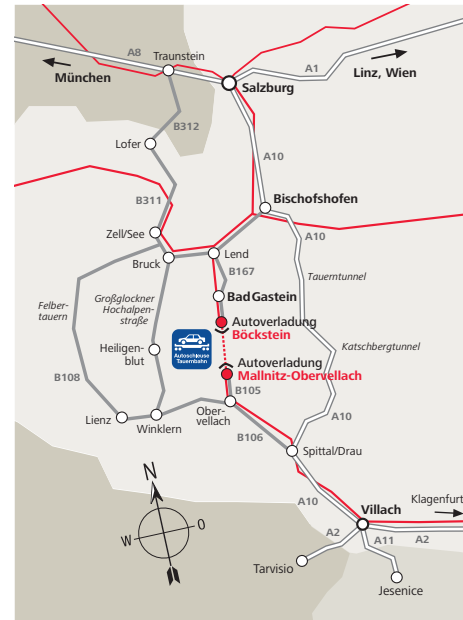 A8
Traunstein
München
A1
Linz, Wien
Salzburg
B312
Lofer
A10
B311
Bischofshofen
Zell/See
A10
Bruck
Lend
B167
Tauerntunnel
Felber-
tauern
Großglockner
Hochalpen-
straße
Bad Gastein
Autoverladung
Böckstein
Autoschleuse
Tauernbahn
Heiligen-
blut
Katschbergtunnel
Autoverladung
Mallnitz-Obervellach
B108
B105
Ober-
vellach
A10
Lienz
Winklern
B106
Spittal/Drau
N
A10
Klagenfurt
Villach
W
O
A2
A11
A2
Tarvisio
Jesenice